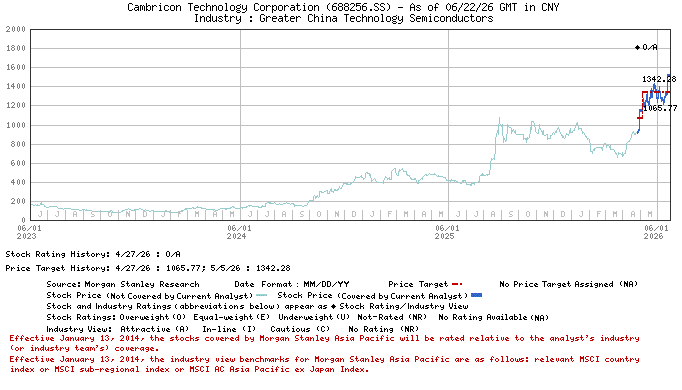 Cambricon Technology Corporation (688256.SS) - As of 06/22/26 GMT in CNY
Industry : Greater China Technology Semiconductors
2000
1800
1600
1400
1200
1000
800
600
400
200
0
O/A
1342.28
1065.77
J A S O N D J F M A M J J A S O N D J F M A M J J A S O N D J F M A M
06/01 2023
06/01 2024
06/01 2025
06/01 2026
Stock Rating History: 4/27/26 : O/A
Price Target History: 4/27/26 : 1065.77; 5/5/26 : 1342.28
Source: Morgan Stanley Research Date Format : MM/DD/YY Price Target No Price Target Assigned (NA)
Stock Price (Not Covered by Current Analyst) Stock Price (Covered by Current Analyst)
Stock and Industry Ratings (abbreviations below) appear as ◆ Stock Rating/Industry View
Stock Ratings: Overweight (O) Equal-weight (E) Underweight (U) Not-Rated (NR) No Rating Available (NA)
Industry View: Attractive (A) In-line (I) Cautious (C) No Rating (NR)
Effective January 13, 2014, the stocks covered by Morgan Stanley Asia Pacific will be rated relative to the analyst's industry
(or industry team's) coverage.
Effective January 13, 2014, the industry view benchmarks for Morgan Stanley Asia Pacific are as follows: relevant MSCI country
index or MSCI sub-regional index or MSCI AC Asia Pacific ex Japan Index.